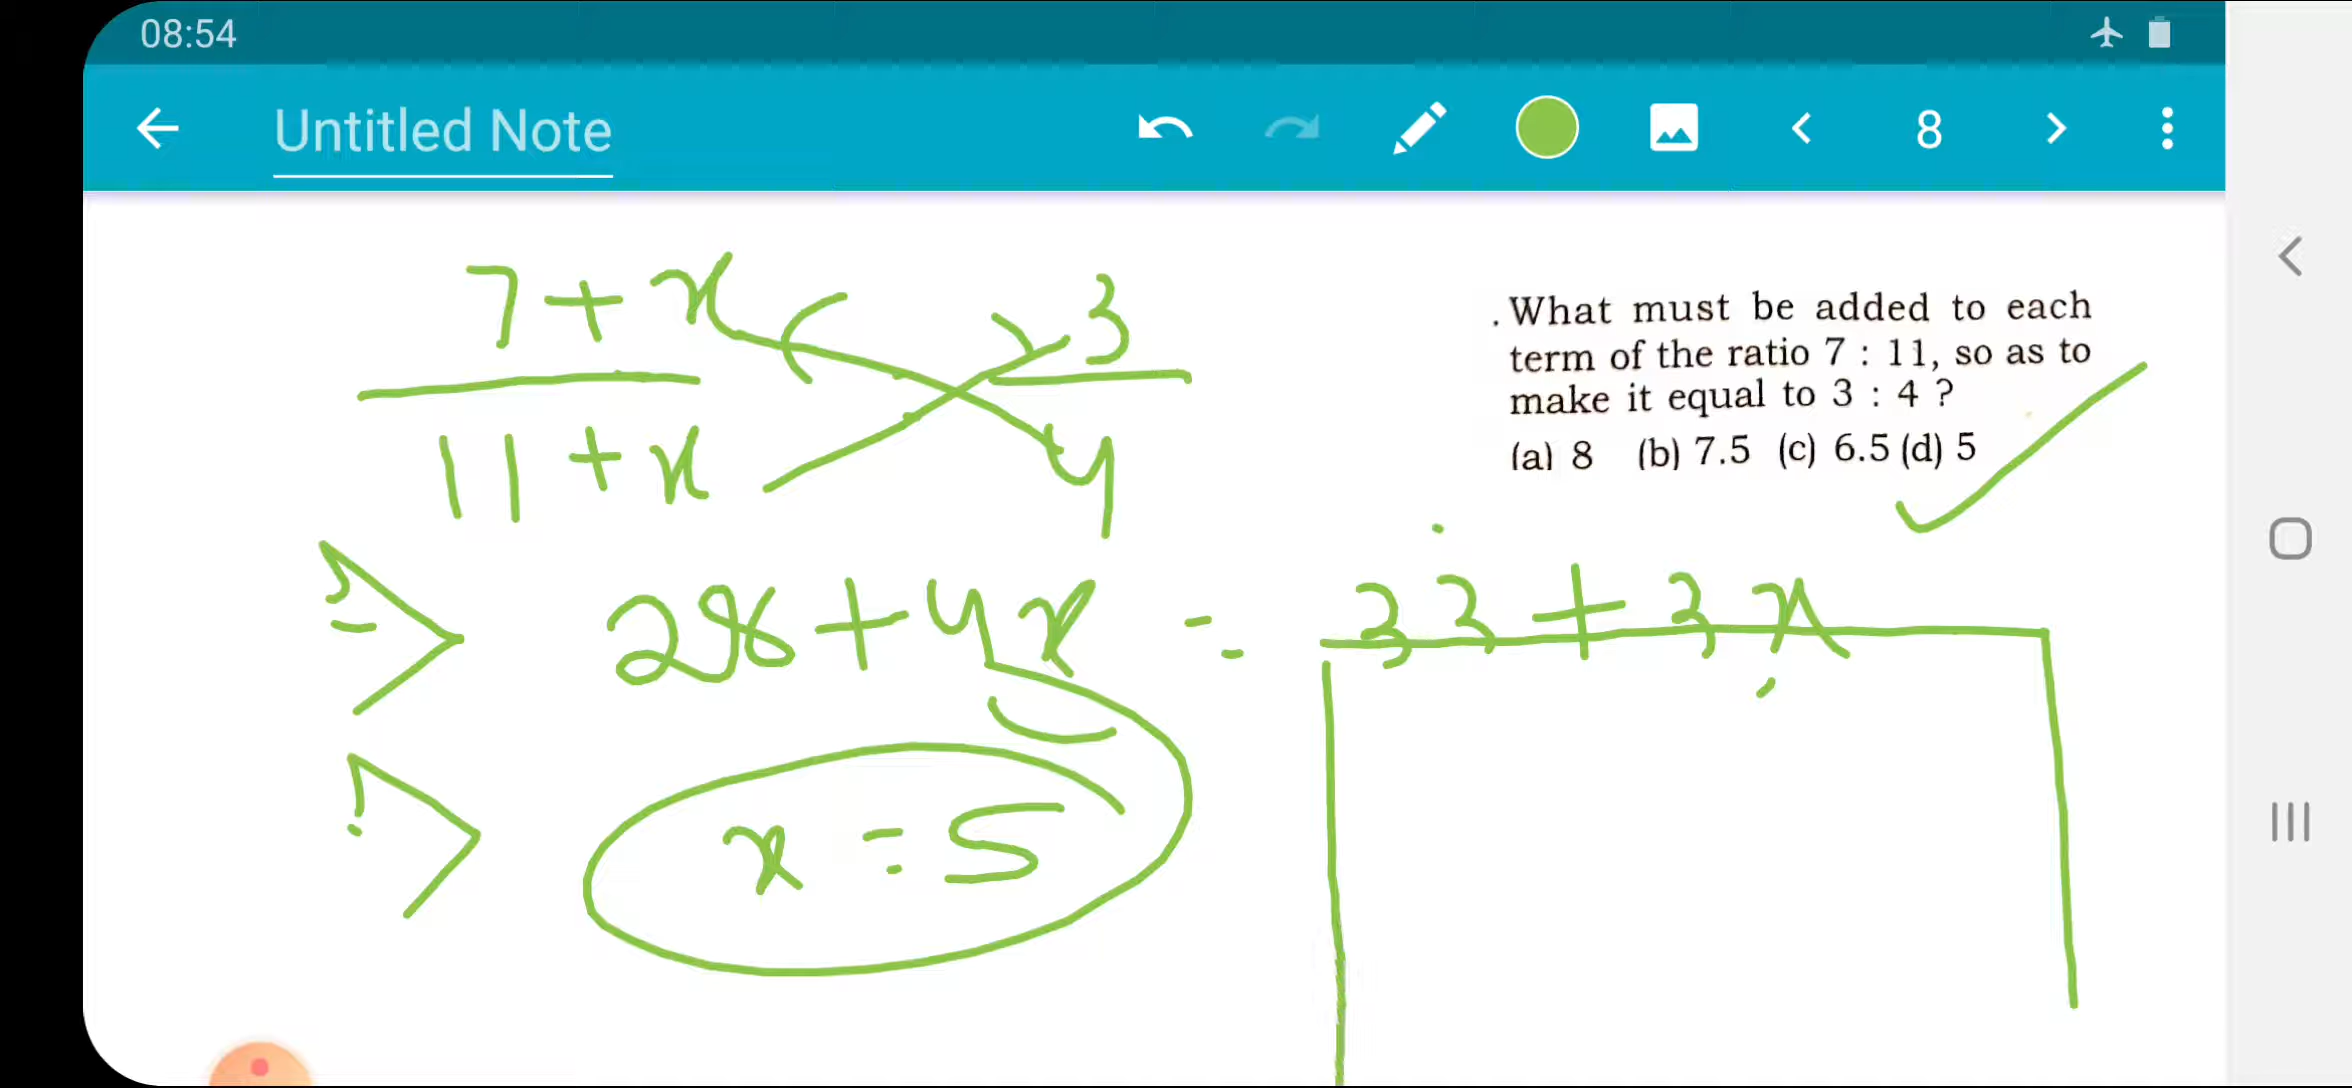 08:54
Untitled Note
8
7+x 3
11+x 4
. What must be added to each
term of the ratio 7 : 11, so as to
make it equal to 3 : 4 ?
(a) 8 (b) 7.5 (c) 6.5 (d) 5
28+4x = 33+3x
x = 5